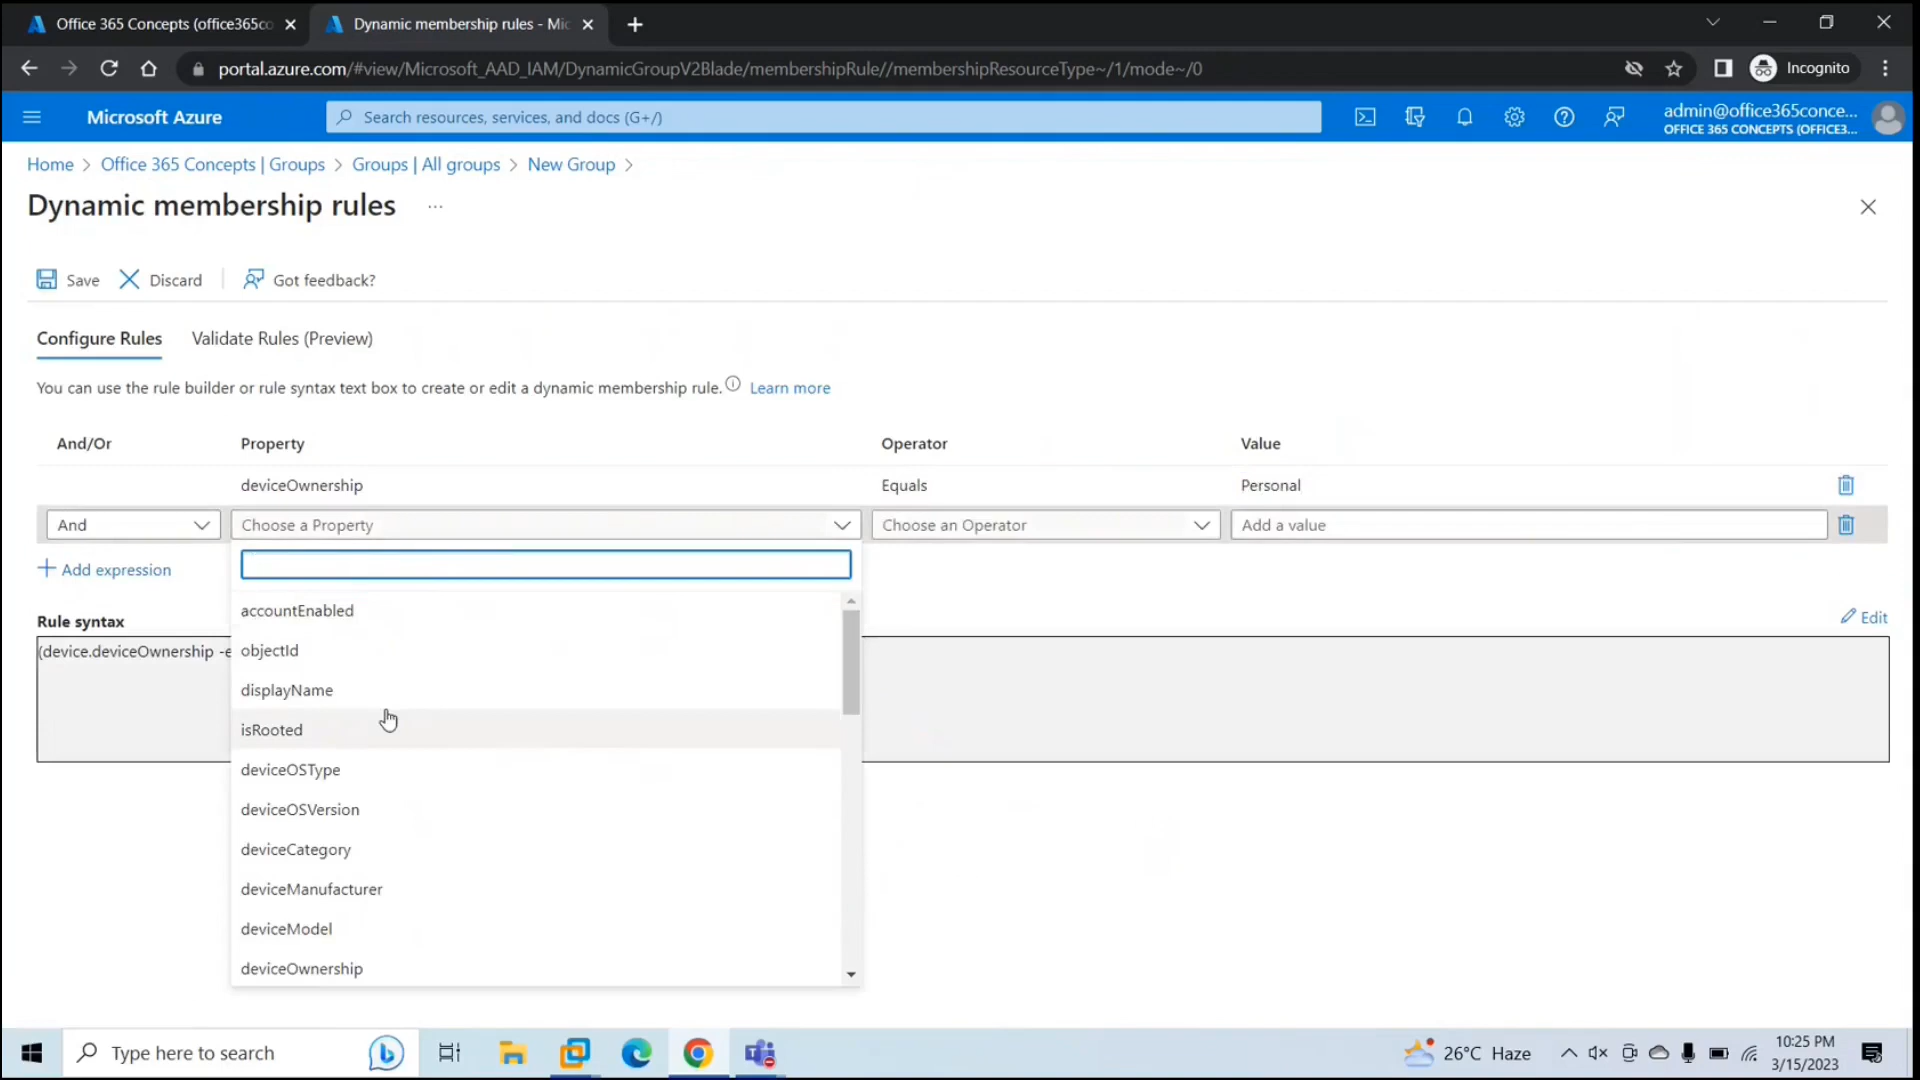 Office 365 Concepts (office365co
Dynamic membership rules - Mic
portal.azure.com/#view/Microsoft_AAD_IAM/DynamicGroupV2Blade/membershipRule//membershipResourceType~/1/mode~/0
Incognito
Microsoft Azure
Search resources, services, and docs (G+/)
admin@office365conce...
OFFICE 365 CONCEPTS (OFFICE3...
Home > Office 365 Concepts | Groups > Groups | All groups > New Group >
Dynamic membership rules ...
Save Discard Got feedback?
Configure Rules Validate Rules (Preview)
You can use the rule builder or rule syntax text box to create or edit a dynamic membership rule. Learn more
And/Or Property Operator Value
deviceOwnership Equals Personal
And Choose a Property Choose an Operator Add a value
+ Add expression
accountEnabled
Rule syntax
Edit
(device.deviceOwnership -e
objectId
displayName
isRooted
deviceOSType
deviceOSVersion
deviceCategory
deviceManufacturer
deviceModel
deviceOwnership
Type here to search
26°C Haze
10:25 PM
3/15/2023